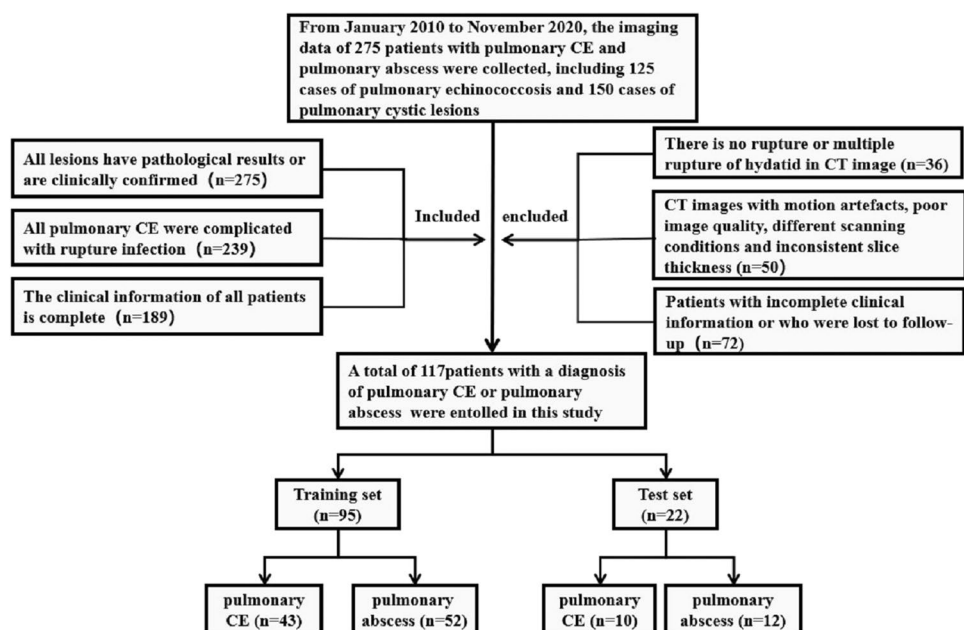 From January 2010 to November 2020, the imaging
data of 275 patients with pulmonary CE and
pulmonary abscess were collected, including 125
cases of pulmonary echinococcosis and 150 cases of
pulmonary cystic lesions
All lesions have pathological results or
are clinically confirmed (n=275)
All pulmonary CE were complicated
with rupture infection (n=239)
The clinical information of all patients
is complete (n=189)
Included
encluded
There is no rupture or multiple
rupture of hydatid in CT image (n=36)
CT images with motion artefacts, poor
image quality, different scanning
conditions and inconsistent slice
thickness (n=50)
Patients with incomplete clinical
information or who were lost to follow-
up (n=72)
A total of 117patients with a diagnosis
of pulmonary CE or pulmonary
abscess were entolled in this study
Training set
(n=95)
Test set
(n=22)
pulmonary
CE (n=43)
pulmonary
abscess(n=52)
pulmonary
CE (n=10)
pulmonary
abscess(n=12)